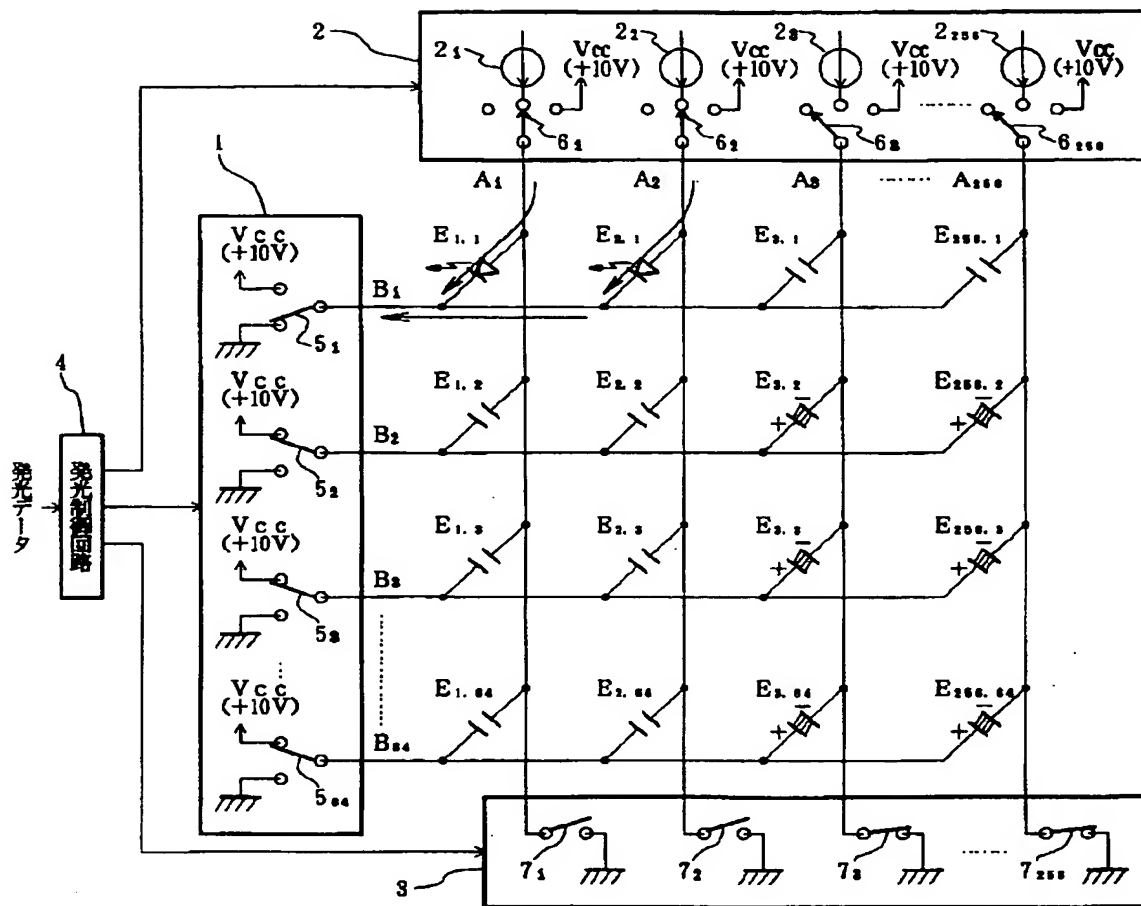 2
2₁ 2₂ 2₃ 2₂₅₆
Vcc Vcc Vcc Vcc
(+10V) (+10V) (+10V) (+10V)
6₁ 6₂ 6₃ 6₂₅₆
1
A₁ A₂ A₃ A₂₅₆
Vcc
(+10V)
E₁.₁ E₂.₁ E₃.₁ E₂₅₆.₁
B₁
5₁
4
Vcc
(+10V)
E₁.₂ E₂.₂ E₃.₂ E₂₅₆.₂
− −
+ +
B₂
5₂
発光データ
発光制御回路
Vcc
(+10V)
E₁.₃ E₂.₃ E₃.₃ E₂₅₆.₃
− −
+ +
B₃
5₃
Vcc
(+10V)
E₁.₆₄ E₂.₆₄ E₃.₆₄ E₂₅₆.₆₄
− −
+ +
B₆₄
5₆₄
7₁ 7₂ 7₃ 7₂₅₆
3